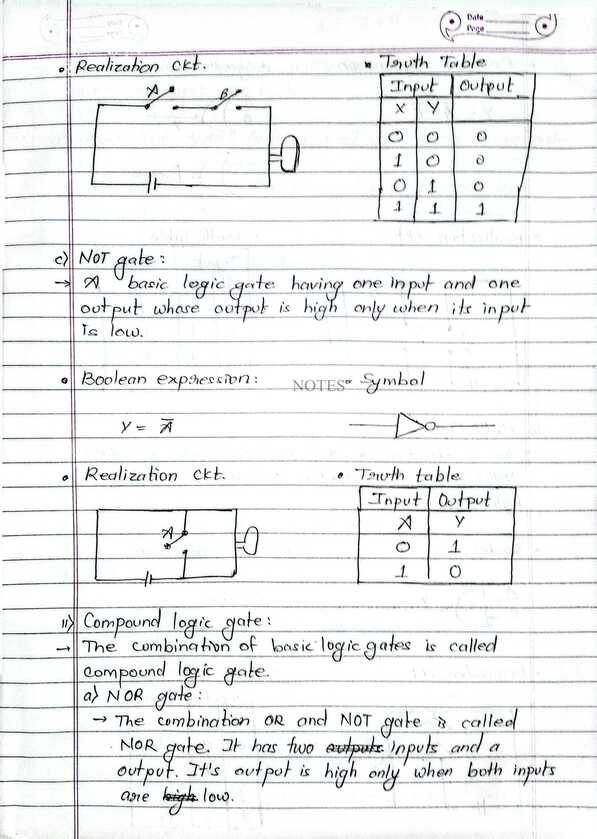 Date
Page
• Realization ckt.
A B
• Truth Table
Input Output
X Y
0 0 0
1 0 0
0 1 0
1 1 1
c) NOT gate:
→ A basic logic gate having one input and one
output whose output is high only when its input
is low.
• Boolean expression:
NOTES
• Symbol
Y = A̅
• Realization ckt.
A
• Truth table
Input Output
A Y
0 1
1 0
11) Compound logic gate:
→ The combination of basic logic gates is called
compound logic gate.
a) NOR gate:
→ The combination OR and NOT gate is called
NOR gate. It has two outputs inputs and a
output. It's output is high only when both inputs
are high low.